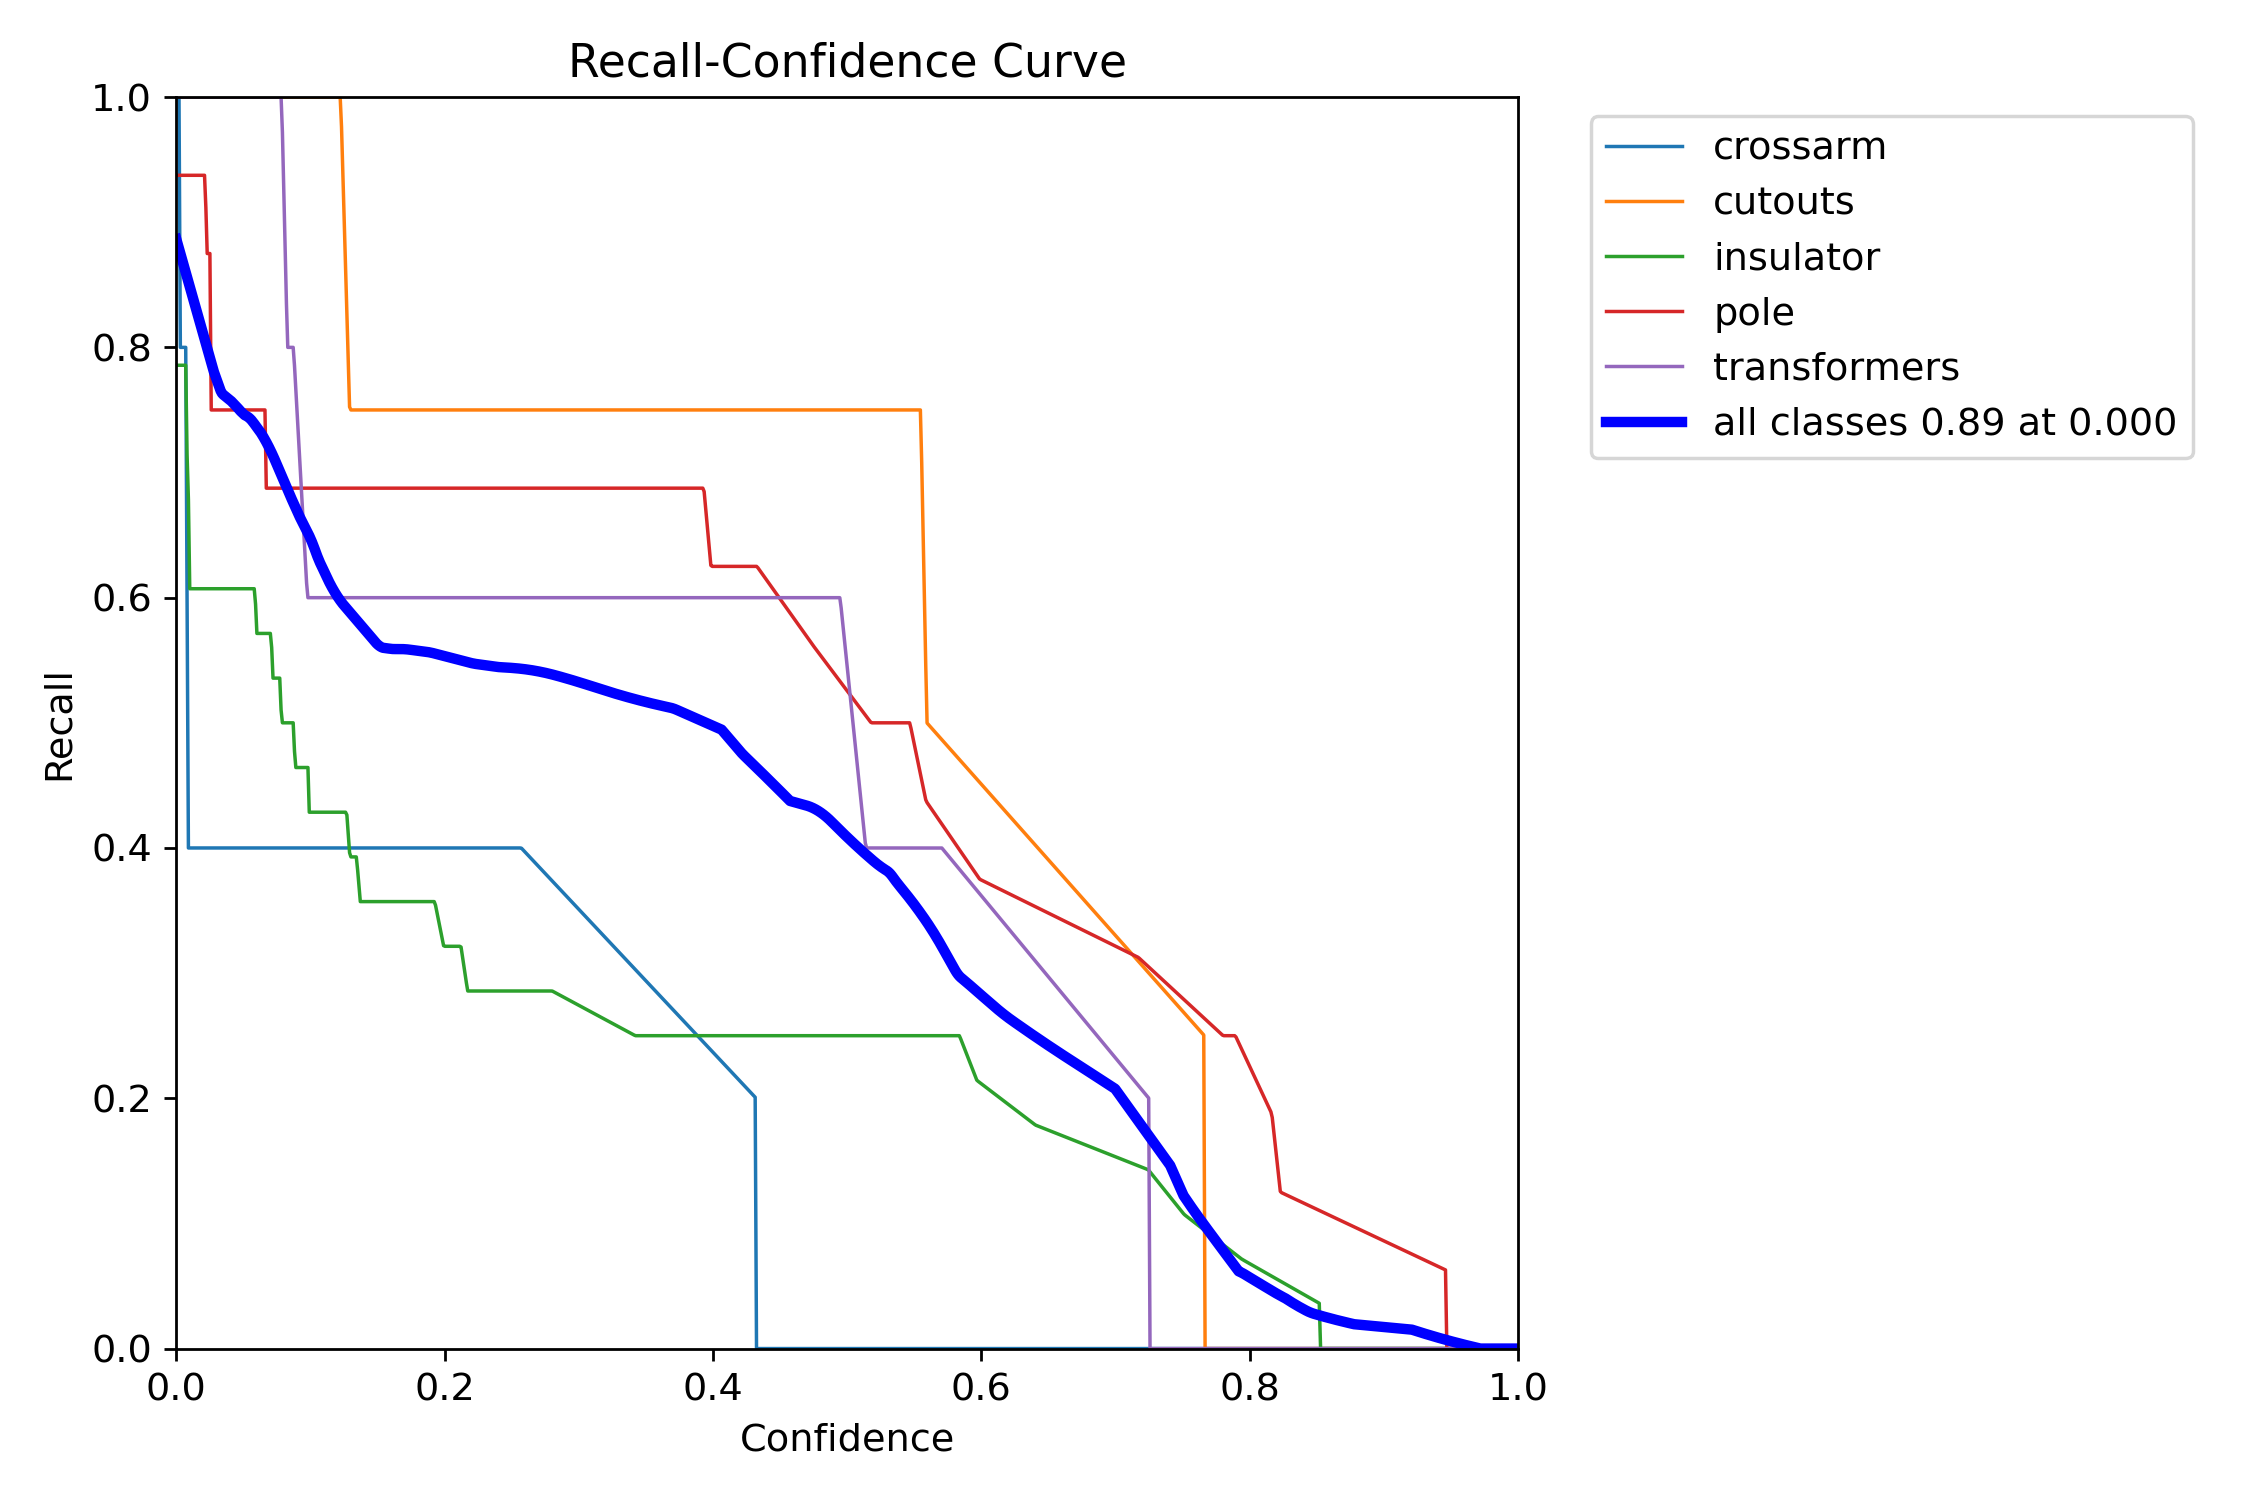 Recall-Confidence Curve
1.0
0.8
0.6
0.4
0.2
0.0
Recall
0.0 0.2 0.4 0.6 0.8 1.0
Confidence
crossarm
cutouts
insulator
pole
transformers
all classes 0.89 at 0.000